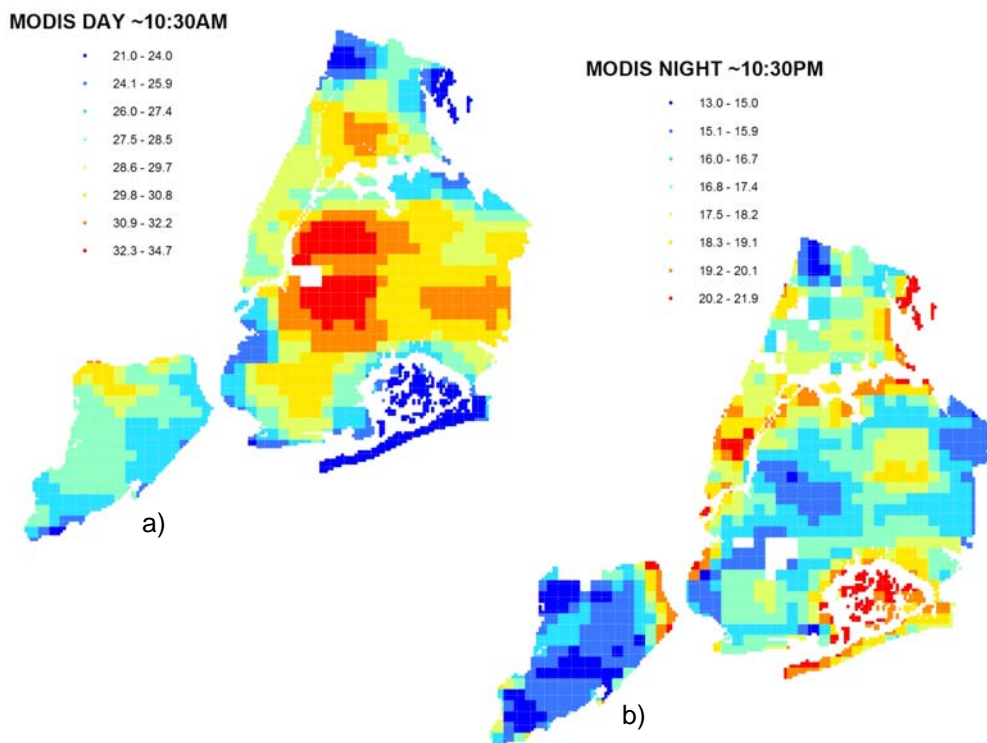 MODIS DAY ~10:30AM
21.0 - 24.0
24.1 - 25.9
26.0 - 27.4
27.5 - 28.5
28.6 - 29.7
29.8 - 30.8
30.9 - 32.2
32.3 - 34.7
a)
MODIS NIGHT ~10:30PM
13.0 - 15.0
15.1 - 15.9
16.0 - 16.7
16.8 - 17.4
17.5 - 18.2
18.3 - 19.1
19.2 - 20.1
20.2 - 21.9
b)